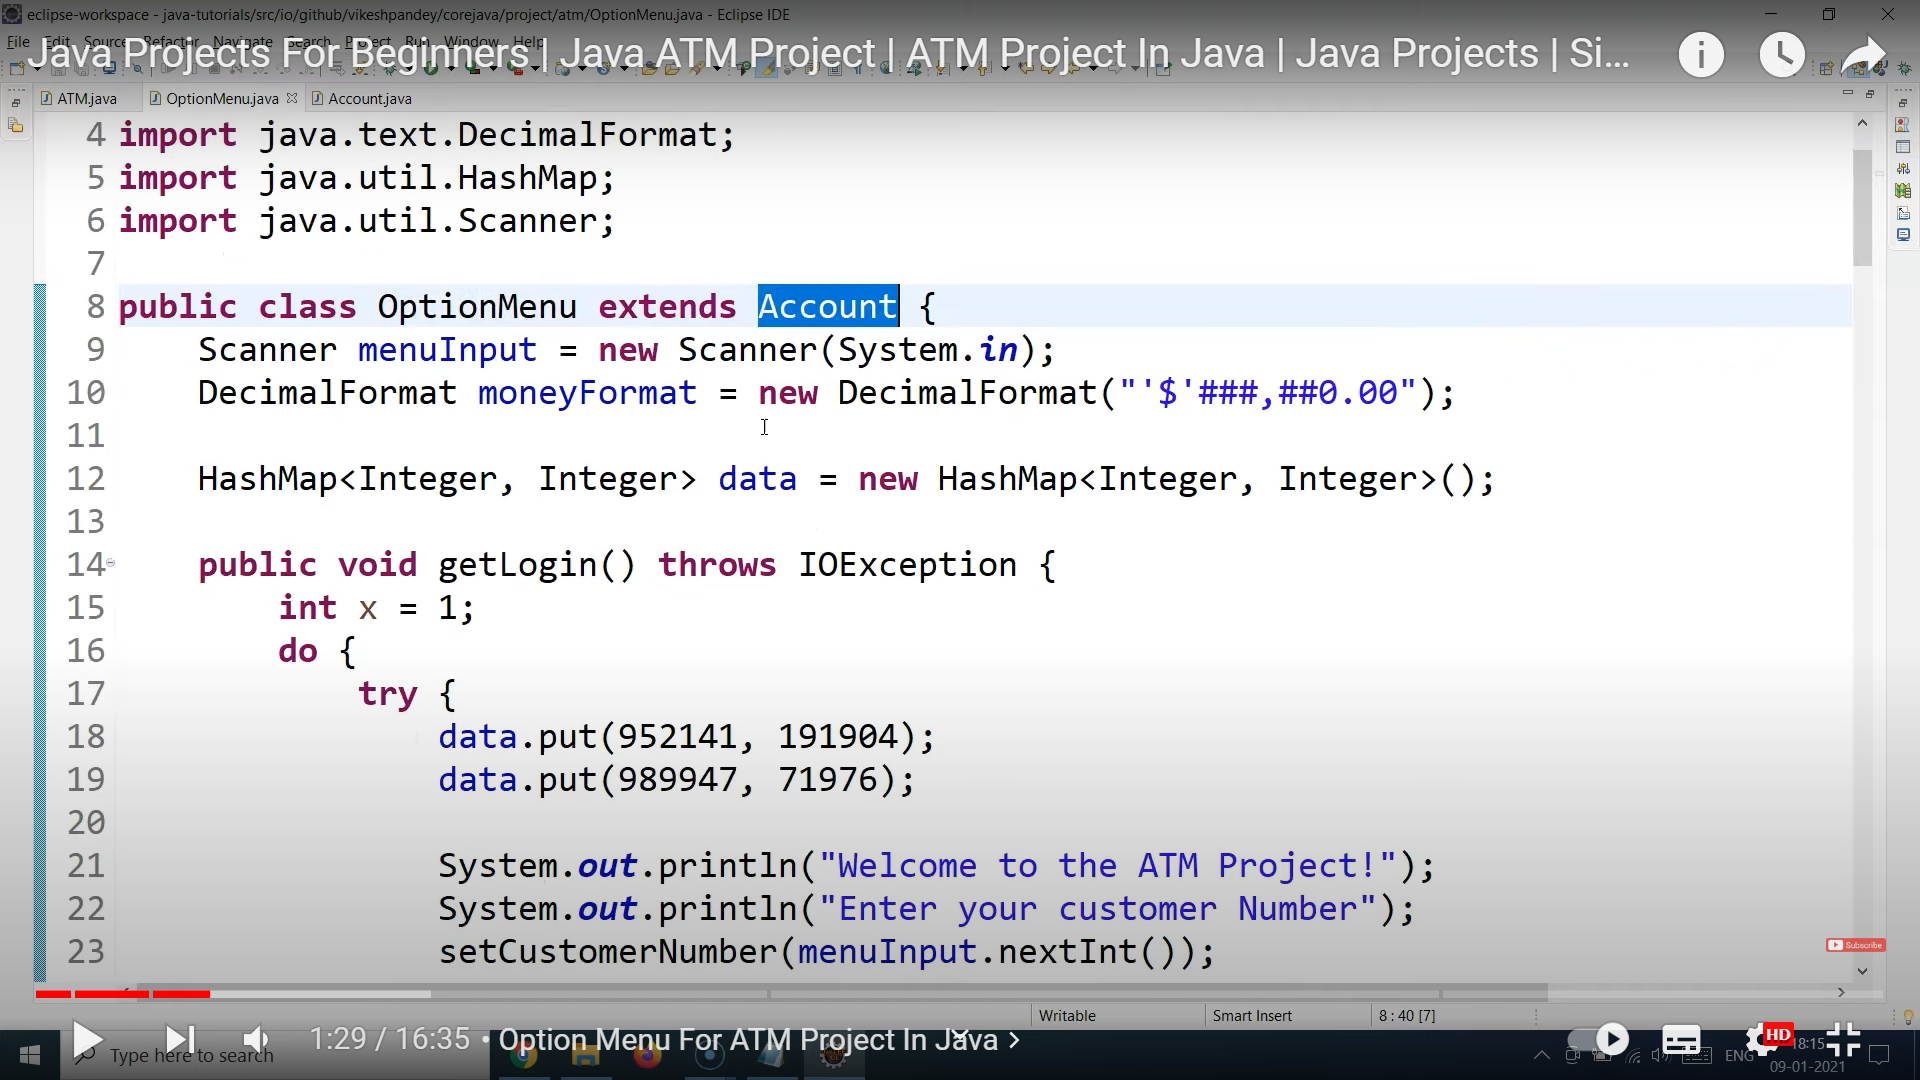 eclipse-workspace - java-tutorials/src/io/github/vikeshpandey/corejava/project/atm/OptionMenu.java - Eclipse IDE
File Edit Source Refactor Navigate Search Project Run Window Help
Java Projects For Beginners | Java ATM Project | ATM Project In Java | Java Projects | Si...
ATM.java OptionMenu.java Account.java
4 import java.text.DecimalFormat;
5 import java.util.HashMap;
6 import java.util.Scanner;
7
8 public class OptionMenu extends Account {
9 Scanner menuInput = new Scanner(System.in);
10 DecimalFormat moneyFormat = new DecimalFormat("'$'###,##0.00");
11
12 HashMap<Integer, Integer> data = new HashMap<Integer, Integer>();
13
14 public void getLogin() throws IOException {
15 int x = 1;
16 do {
17 try {
18 data.put(952141, 191904);
19 data.put(989947, 71976);
20
21 System.out.println("Welcome to the ATM Project!");
22 System.out.println("Enter your customer Number");
23 setCustomerNumber(menuInput.nextInt());
Subscribe
Writable Smart Insert 8 : 40 [7]
1:29 / 16:35 • Option Menu For ATM Project In Java
HD
Type here to search
ENG 18:15
09-01-2021